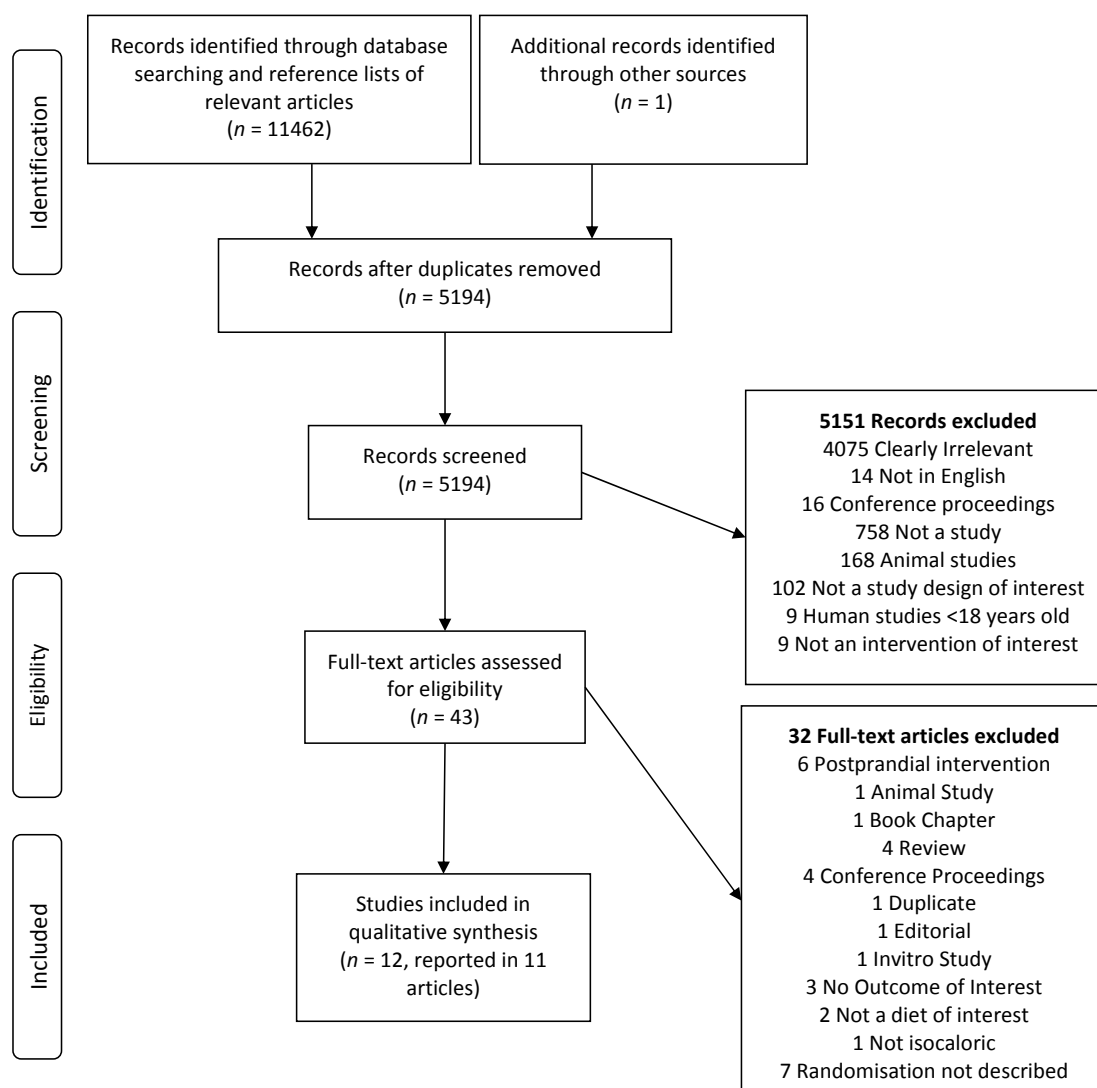 Identification
Records identified through database
searching and reference lists of
relevant articles
(n = 11462)
Additional records identified
through other sources
(n = 1)
Records after duplicates removed
(n = 5194)
Screening
Records screened
(n = 5194)
5151 Records excluded
4075 Clearly Irrelevant
14 Not in English
16 Conference proceedings
758 Not a study
168 Animal studies
102 Not a study design of interest
9 Human studies <18 years old
9 Not an intervention of interest
Eligibility
Full-text articles assessed
for eligibility
(n = 43)
32 Full-text articles excluded
6 Postprandial intervention
1 Animal Study
1 Book Chapter
4 Review
4 Conference Proceedings
1 Duplicate
1 Editorial
1 Invitro Study
3 No Outcome of Interest
2 Not a diet of interest
1 Not isocaloric
7 Randomisation not described
Included
Studies included in
qualitative synthesis
(n = 12, reported in 11
articles)